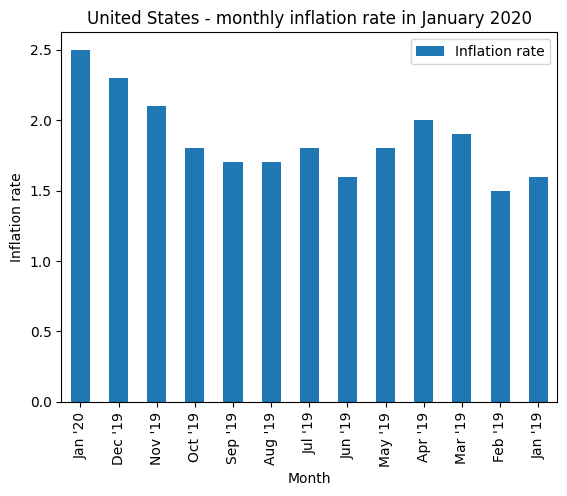 United States - monthly inflation rate in January 2020
Inflation rate
Inflation rate
2.5
2.0
1.5
1.0
0.5
0.0
Jan '20
Dec '19
Nov '19
Oct '19
Sep '19
Aug '19
Jul '19
Jun '19
May '19
Apr '19
Mar '19
Feb '19
Jan '19
Month